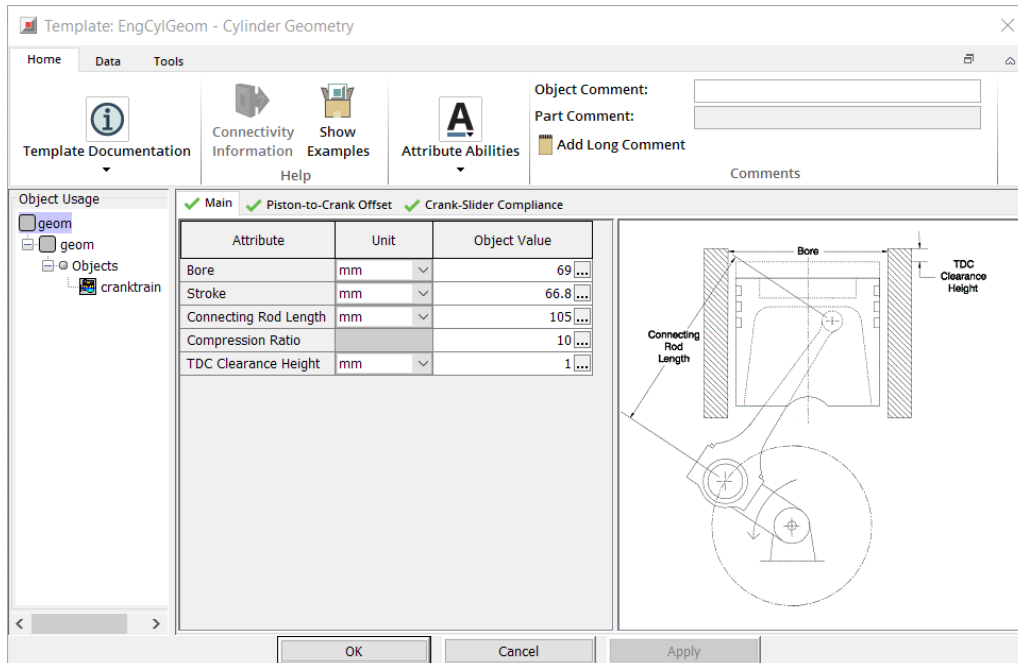 Template: EngCylGeom - Cylinder Geometry
Home Data Tools
Template Documentation
Connectivity Information
Show Examples
Help
Attribute Abilities
Object Comment:
Part Comment:
Add Long Comment
Comments
Object Usage
geom
geom
Objects
cranktrain
Main Piston-to-Crank Offset Crank-Slider Compliance
Attribute Unit Object Value
Bore mm 69 ...
Stroke mm 66.8 ...
Connecting Rod Length mm 105 ...
Compression Ratio 10 ...
TDC Clearance Height mm 1 ...
Bore
TDC
Clearance
Height
Connecting
Rod
Length
OK Cancel Apply